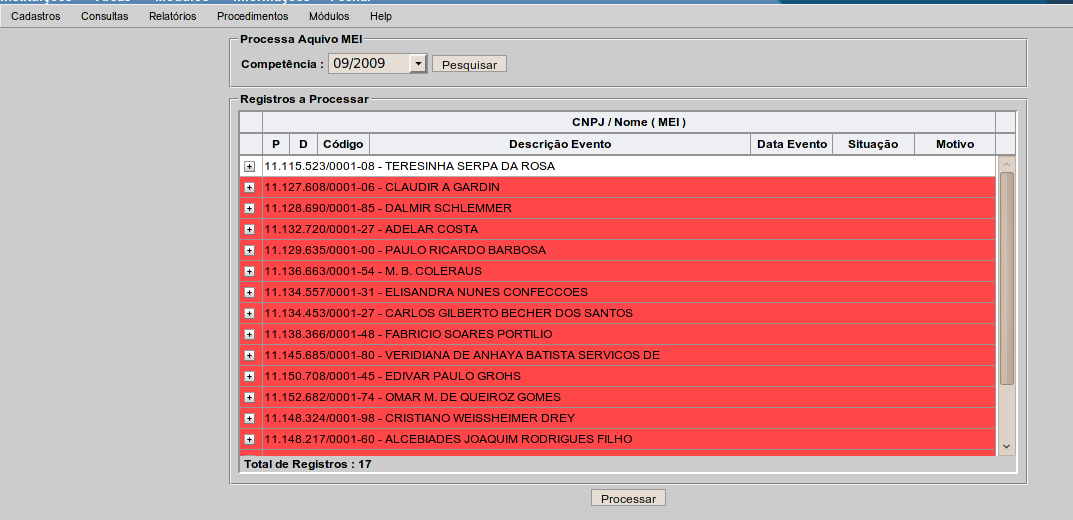 Instituições Áreas Módulos Informações Fechar
Cadastros Consultas Relatórios Procedimentos Módulos Help
Processa Aquivo MEI
Competência : 09/2009 Pesquisar
Registros a Processar
CNPJ / Nome ( MEI )
P D Código Descrição Evento Data Evento Situação Motivo
11.115.523/0001-08 - TERESINHA SERPA DA ROSA
11.127.608/0001-06 - CLAUDIR A GARDIN
11.128.690/0001-85 - DALMIR SCHLEMMER
11.132.720/0001-27 - ADELAR COSTA
11.129.635/0001-00 - PAULO RICARDO BARBOSA
11.136.663/0001-54 - M. B. COLERAUS
11.134.557/0001-31 - ELISANDRA NUNES CONFECCOES
11.134.453/0001-27 - CARLOS GILBERTO BECHER DOS SANTOS
11.138.366/0001-48 - FABRICIO SOARES PORTILIO
11.145.685/0001-80 - VERIDIANA DE ANHAYA BATISTA SERVICOS DE
11.150.708/0001-45 - EDIVAR PAULO GROHS
11.152.682/0001-74 - OMAR M. DE QUEIROZ GOMES
11.148.324/0001-98 - CRISTIANO WEISSHEIMER DREY
11.148.217/0001-60 - ALCEBIADES JOAQUIM RODRIGUES FILHO
Total de Registros : 17
Processar